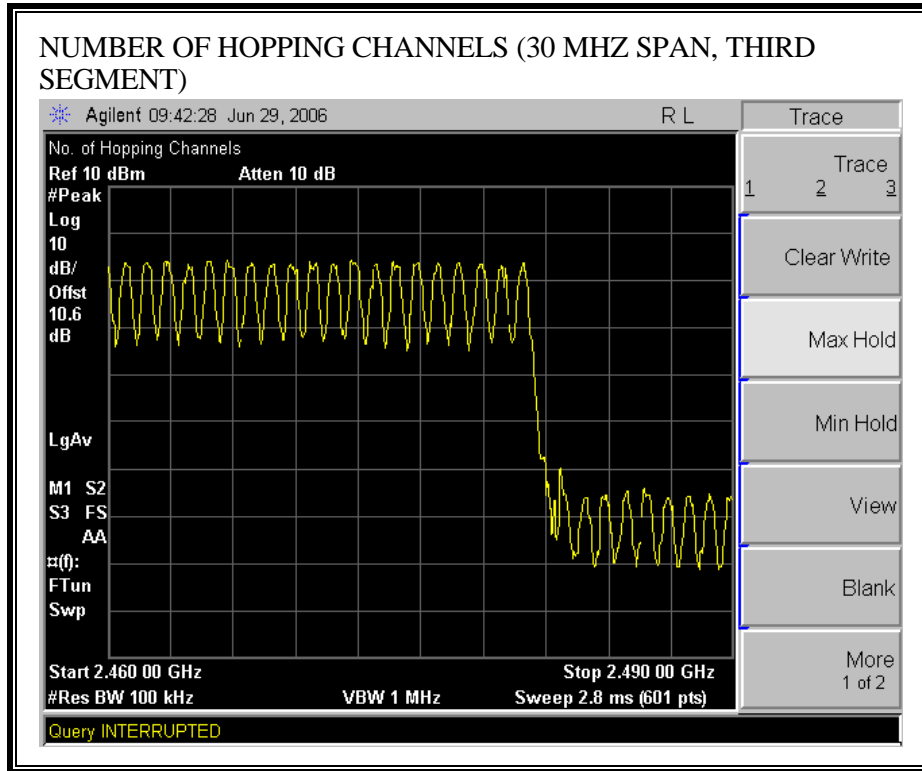 NUMBER OF HOPPING CHANNELS (30 MHZ SPAN, THIRD
SEGMENT)
Agilent 09:42:28 Jun 29, 2006 R L
Trace
No. of Hopping Channels
Ref 10 dBm Atten 10 dB
#Peak
Log
10
dB/
Offst
10.6
dB
LgAv
M1 S2
S3 FS
AA
¤(f):
FTun
Swp
Start 2.460 00 GHz Stop 2.490 00 GHz
#Res BW 100 kHz VBW 1 MHz Sweep 2.8 ms (601 pts)
Query INTERRUPTED
Trace
1 2 3
Clear Write
Max Hold
Min Hold
View
Blank
More
1 of 2